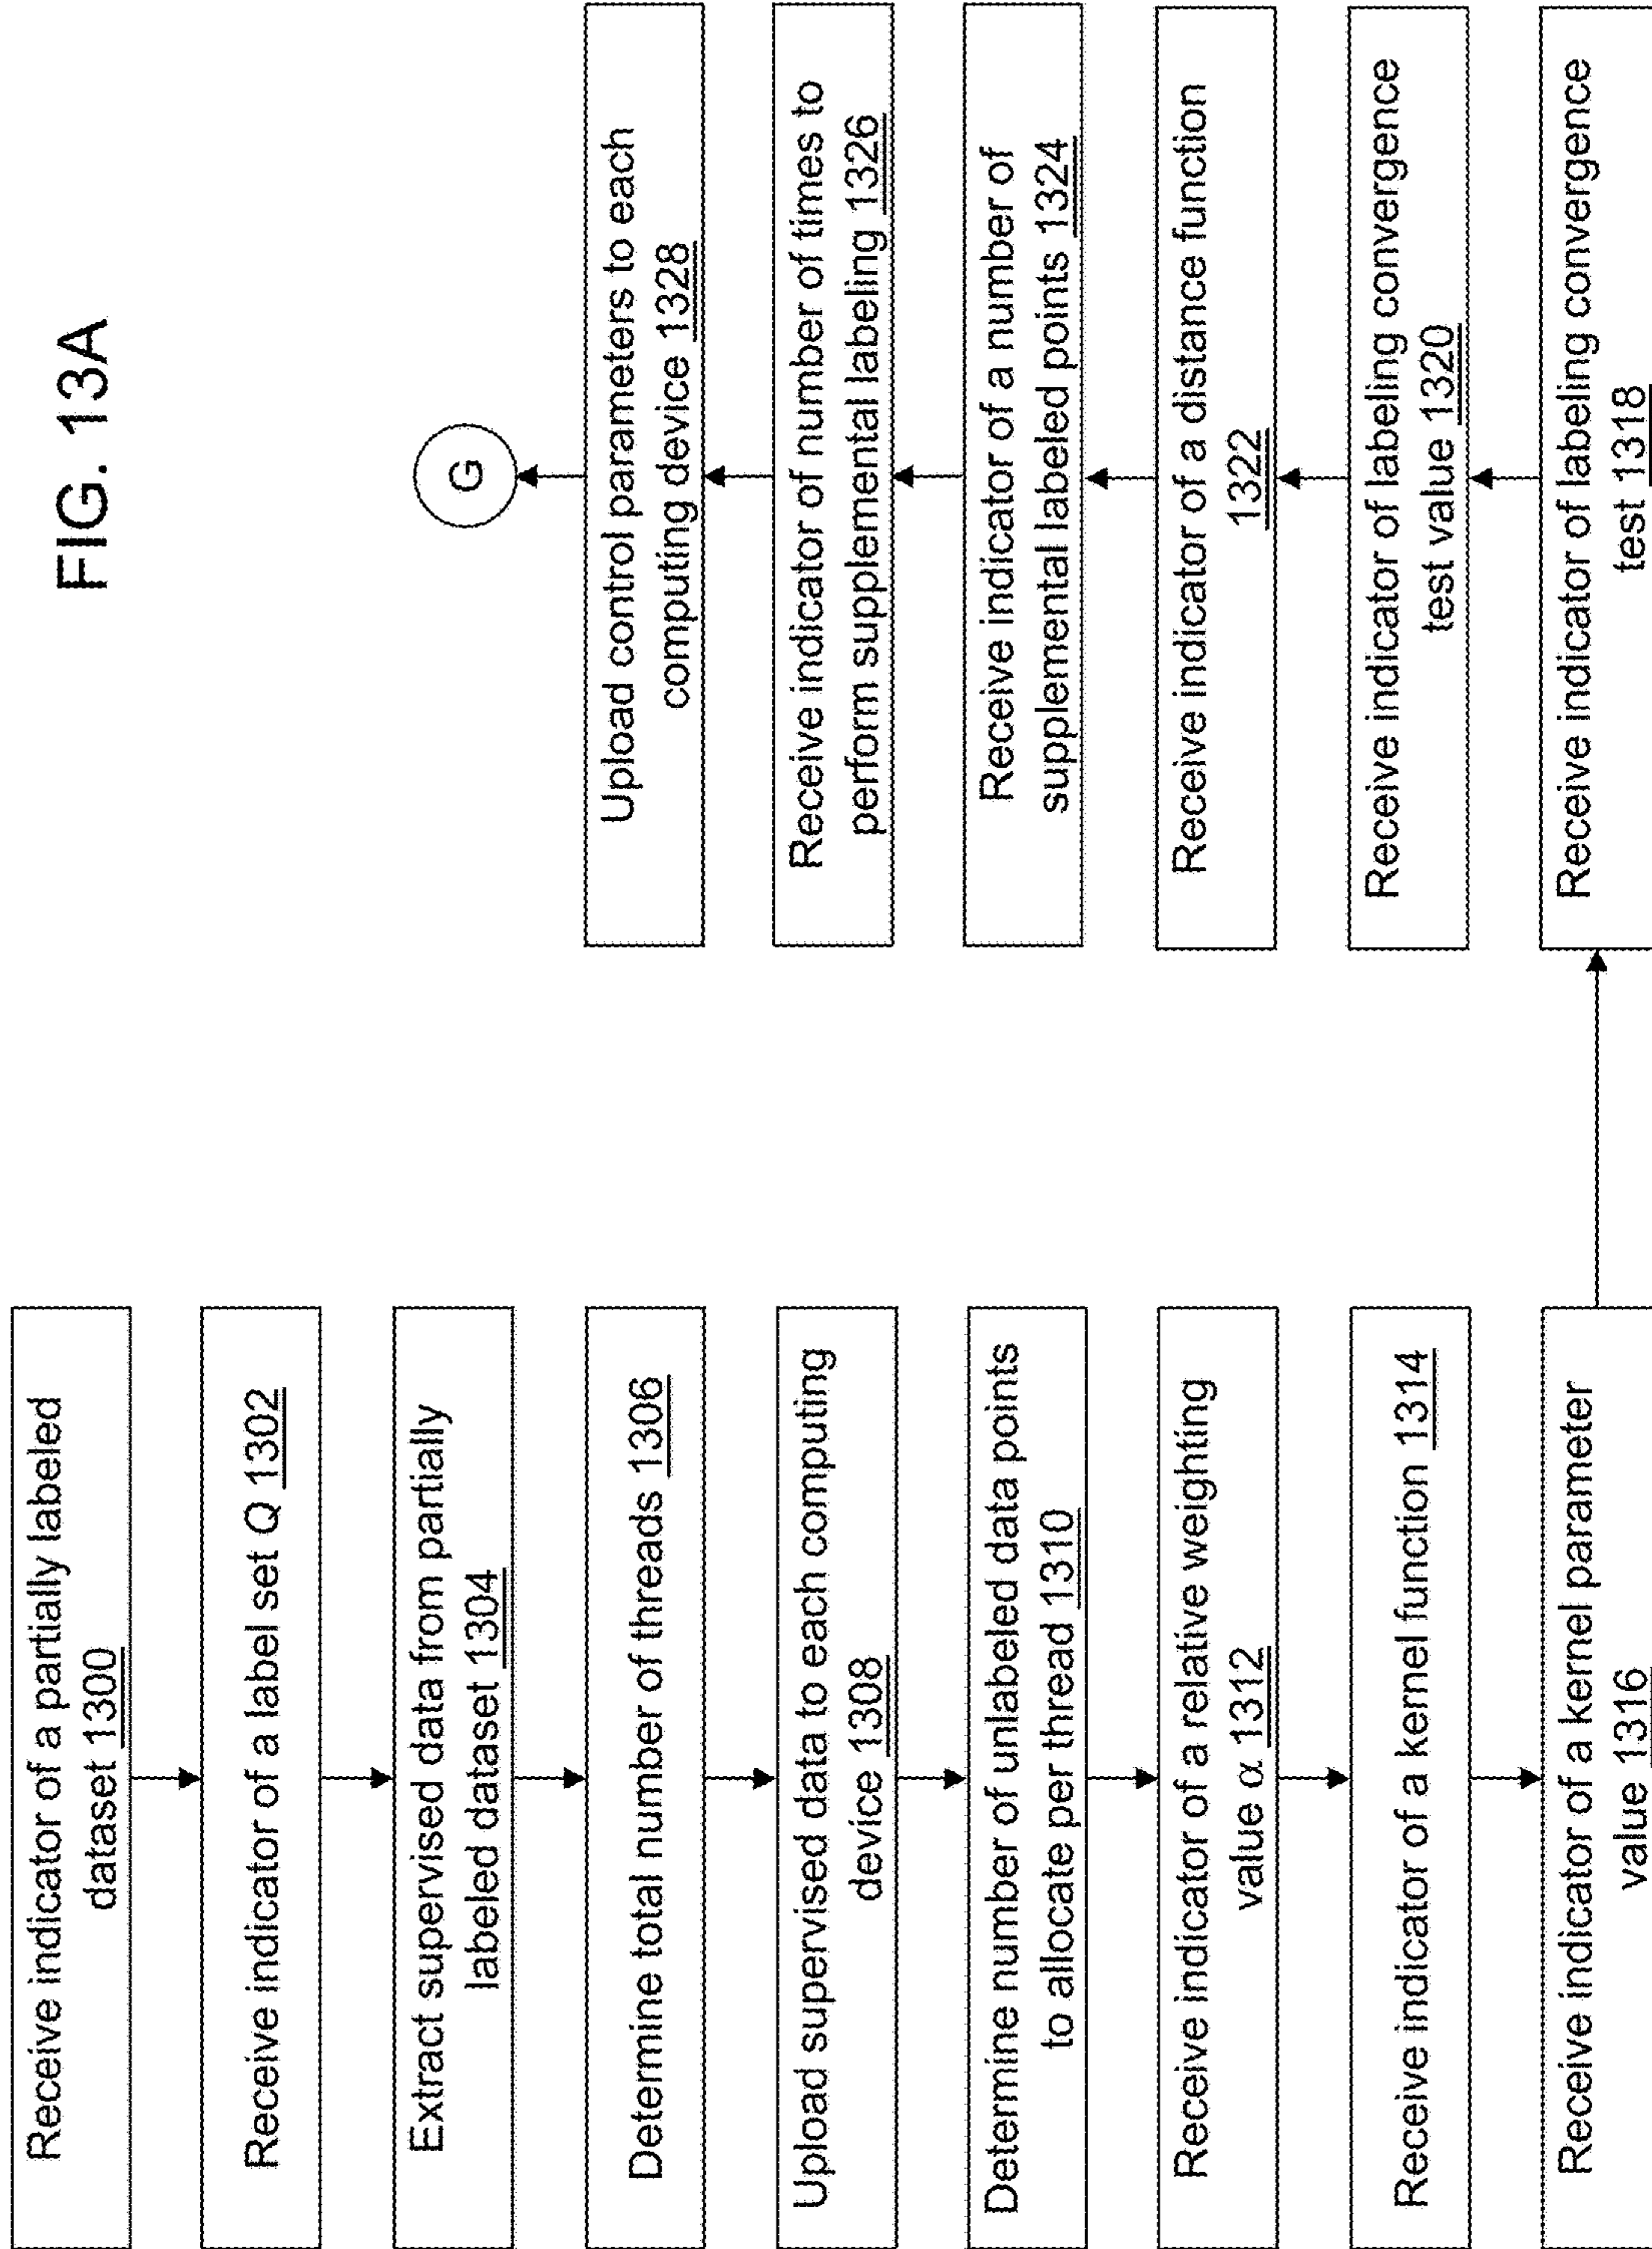 FIG. 13A
Receive indicator of a partially labeled
dataset 1300
Receive indicator of a label set Q 1302
Extract supervised data from partially
labeled dataset 1304
Determine total number of threads 1306
Upload supervised data to each computing
device 1308
Determine number of unlabeled data points
to allocate per thread 1310
Receive indicator of a relative weighting
value α 1312
Receive indicator of a kernel function 1314
Receive indicator of a kernel parameter
value 1316
Receive indicator of labeling convergence
test 1318
Receive indicator of labeling convergence
test value 1320
Receive indicator of a distance function
1322
Receive indicator of a number of
supplemental labeled points 1324
Receive indicator of number of times to
perform supplemental labeling 1326
Upload control parameters to each
computing device 1328
G